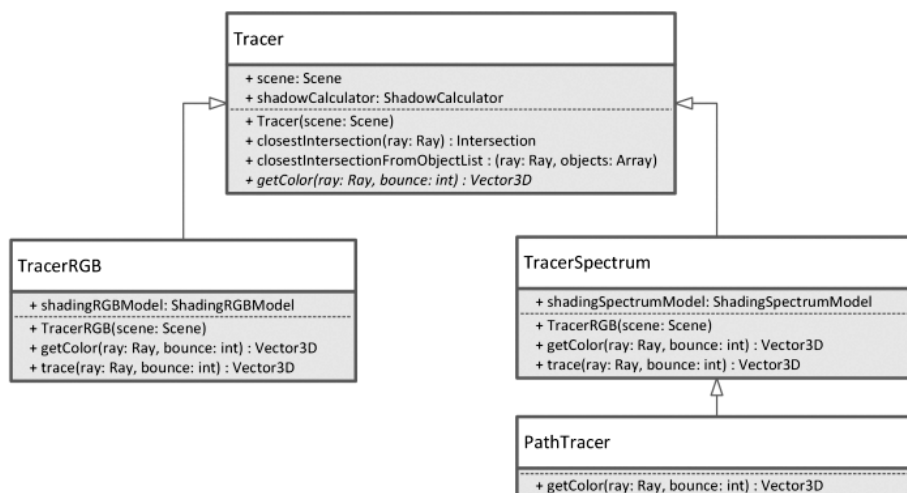 Tracer
+ scene: Scene
+ shadowCalculator: ShadowCalculator
+ Tracer(scene: Scene)
+ closestIntersection(ray: Ray) : Intersection
+ closestIntersectionFromObjectList : (ray: Ray, objects: Array)
+ getColor(ray: Ray, bounce: int) : Vector3D
TracerRGB
+ shadingRGBModel: ShadingRGBModel
+ TracerRGB(scene: Scene)
+ getColor(ray: Ray, bounce: int) : Vector3D
+ trace(ray: Ray, bounce: int) : Vector3D
TracerSpectrum
+ shadingSpectrumModel: ShadingSpectrumModel
+ TracerRGB(scene: Scene)
+ getColor(ray: Ray, bounce: int) : Vector3D
+ trace(ray: Ray, bounce: int) : Vector3D
PathTracer
+ getColor(ray: Ray, bounce: int) : Vector3D